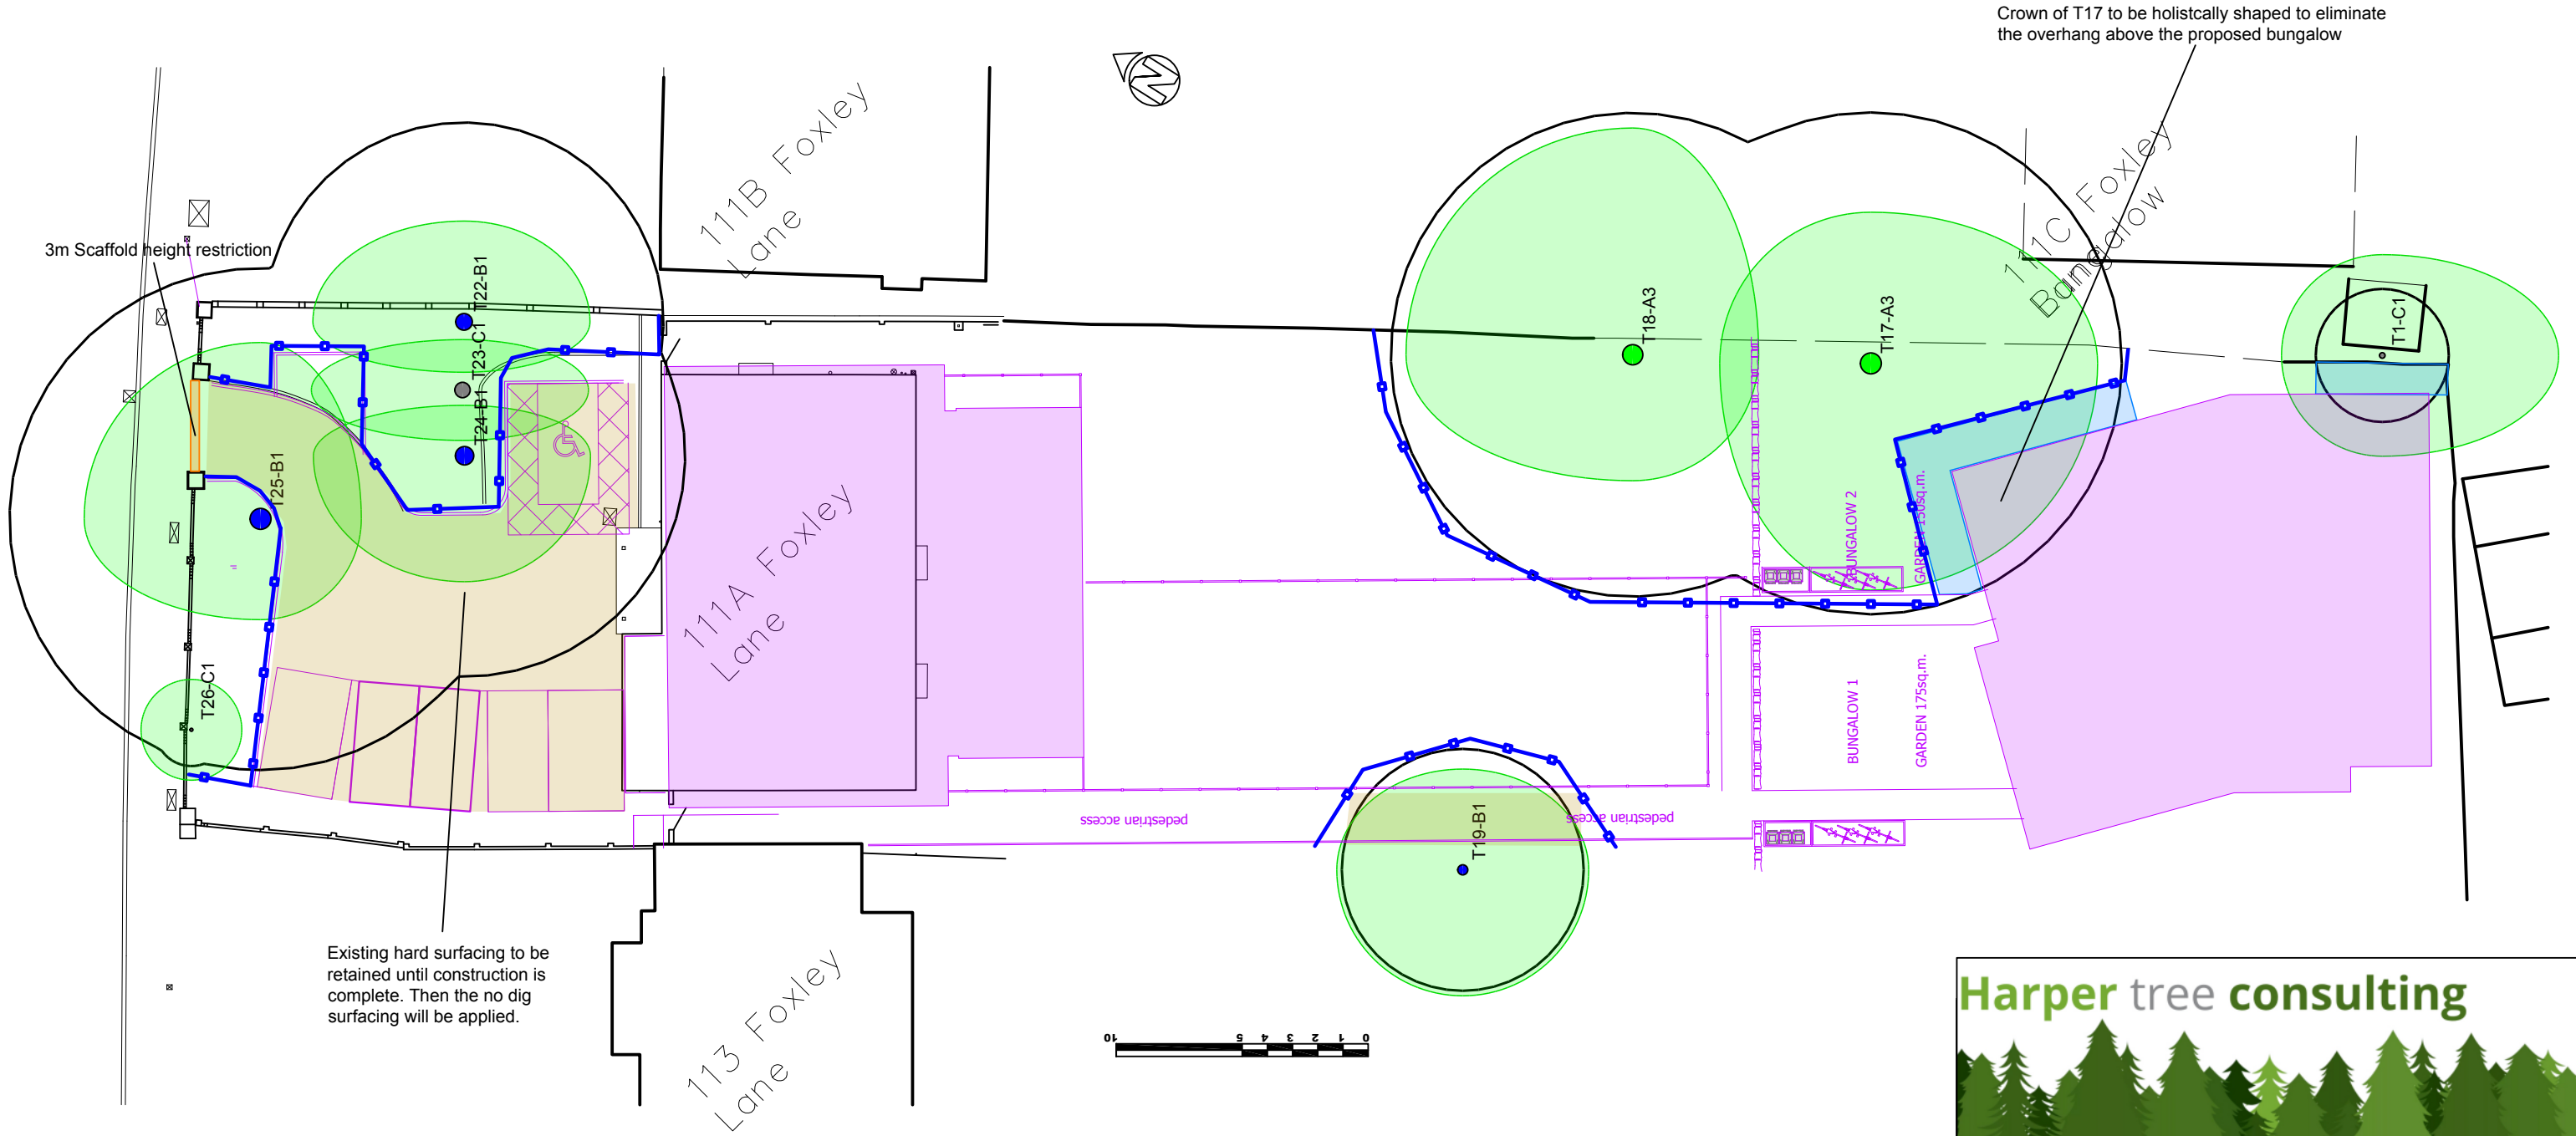 Crown of T17 to be holistcally shaped to eliminate
the overhang above the proposed bungalow
N
3m Scaffold height restriction
111B Foxley
Lane
111C Foxley
Bungalow
T22-B1
T23-C1
T24-B1
T25-B1
T26-C1
T18-A3
T17-A3
T1-C1
111A Foxley
Lane
BUNGALOW 2
GARDEN 150sq.m.
BUNGALOW 1
GARDEN 175sq.m.
pedestrian access
pedestrian access
T19-B1
Existing hard surfacing to be
retained until construction is
complete. Then the no dig
surfacing will be applied.
113 Foxley
Lane
10 5 4 3 2 1 0
Harper tree consulting